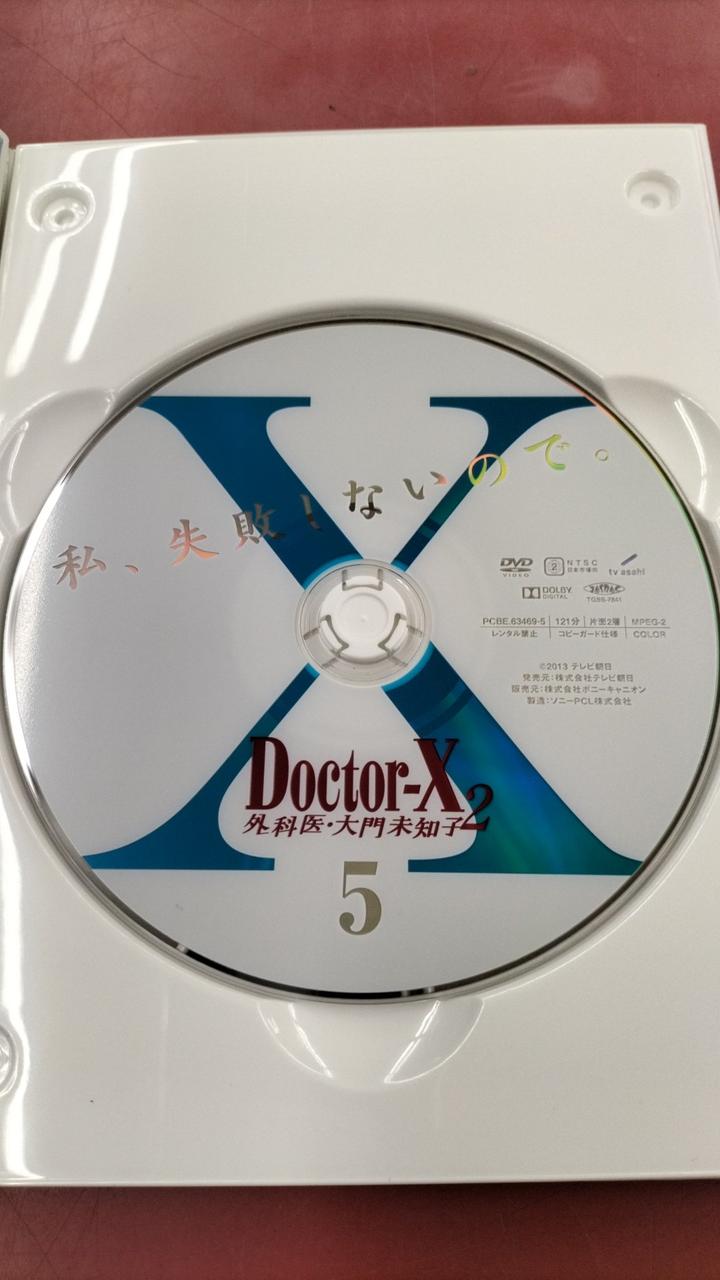 私、失敗しないので。
DVD VIDEO
2 NTSC 日本市場向
tv asahi
DOLBY DIGITAL
TGBS-7841
PCBE.63469-5 121分 片面2層 MPEG-2
レンタル禁止 コピーガード仕様 COLOR
©2013 テレビ朝日
発売元:株式会社テレビ朝日
販売元:株式会社ポニーキャニオン
製造:ソニーPCL株式会社
Doctor-X2
外科医・大門未知子
5